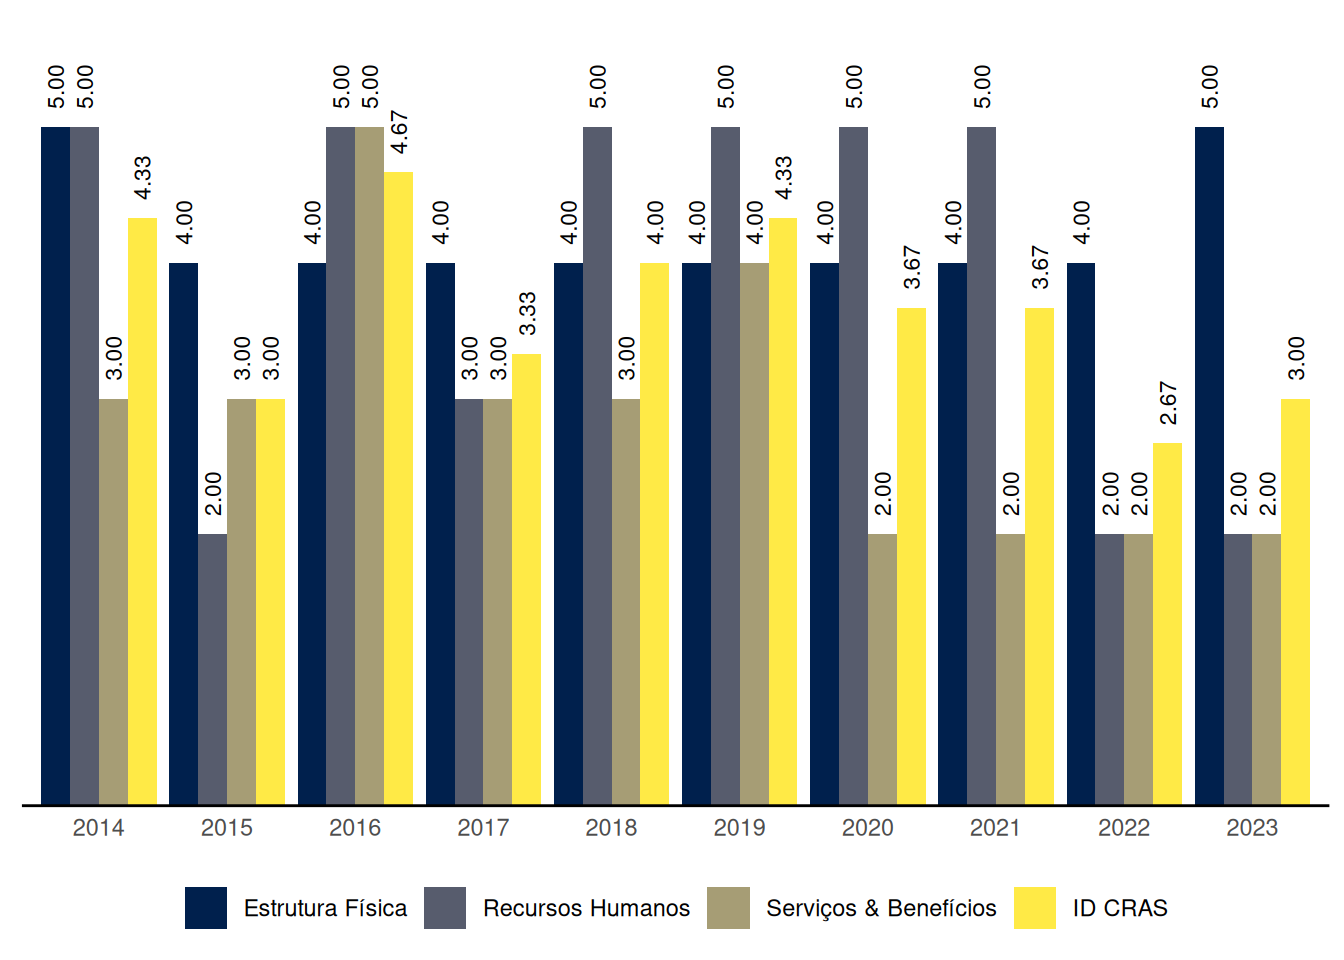 5.00 5.00 3.00 4.33
4.00 2.00 3.00 3.00
4.00 5.00 5.00 4.67
4.00 3.00 3.00 3.33
4.00 5.00 3.00 4.00
4.00 5.00 4.00 4.33
4.00 5.00 2.00 3.67
4.00 5.00 2.00 3.67
4.00 2.00 2.00 2.67
5.00 2.00 2.00 3.00
2014 2015 2016 2017 2018 2019 2020 2021 2022 2023
Estrutura Física Recursos Humanos Serviços & Benefícios ID CRAS